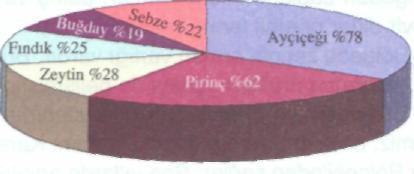 Sebze %22
Buğday %19
Ayçiçeği %78
Fındık %25
Zeytin %28
Pirinç %62